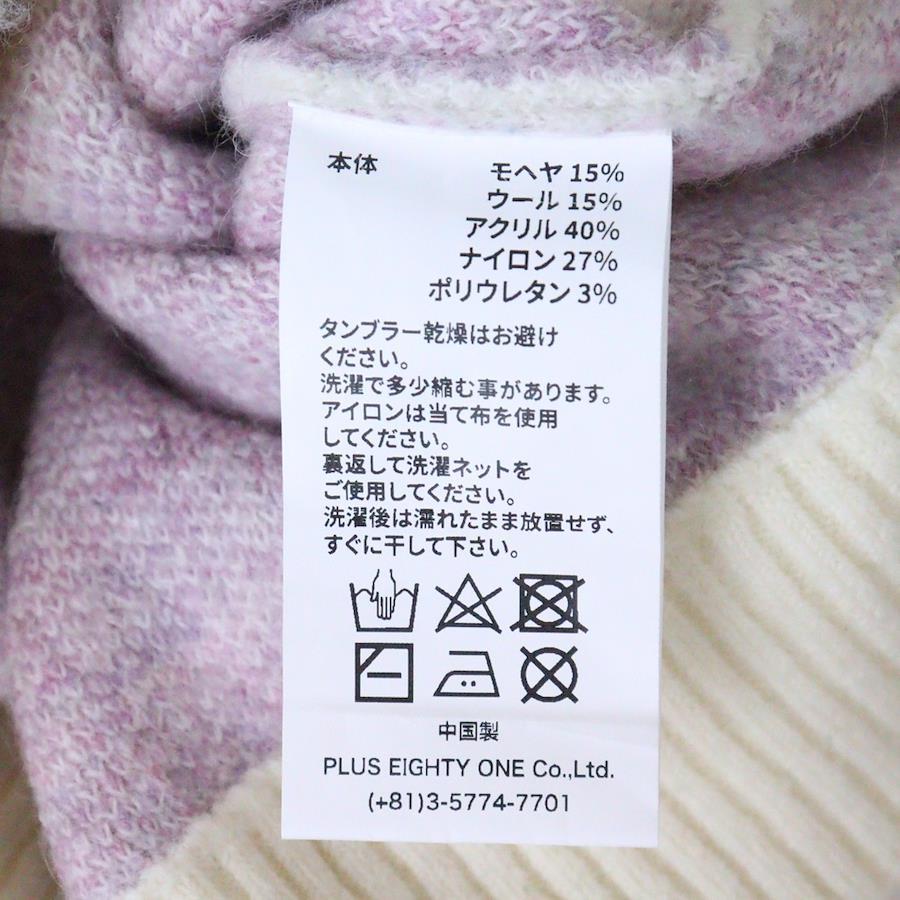 本体
モヘヤ 15%
ウール 15%
アクリル 40%
ナイロン 27%
ポリウレタン 3%
タンブラー乾燥はお避け
ください。
洗濯で多少縮む事があります。
アイロンは当て布を使用
してください。
裏返して洗濯ネットを
ご使用してください。
洗濯後は濡れたまま放置せず、
すぐに干して下さい。
中国製
PLUS EIGHTY ONE Co.,Ltd.
(+81)3-5774-7701